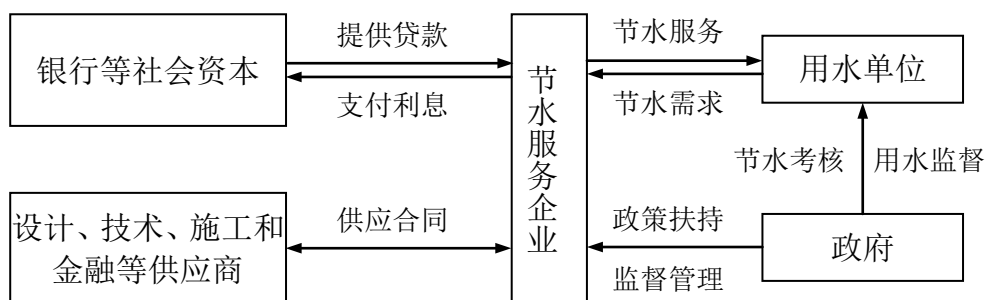 银行等社会资本
提供贷款
支付利息
节水服务企业
节水服务
节水需求
用水单位
节水考核
用水监督
设计、技术、施工和
金融等供应商
供应合同
政策扶持
监督管理
政府